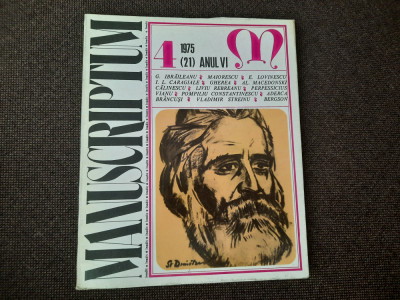 MANUSCRIPTUM
4
1975
(21) ANUL VI
M
G. IBRĂILEANU MAIORESCU E. LOVINESCU
I. L. CARAGIALE GHEREA AL. MACEDONSKI
CĂLINESCU LIVIU REBREANU PERPESSICIUS
VIANU POMPILIU CONSTANTINESCU ADERCA
BRÂNCUȘI VLADIMIR STREINU BERGSON